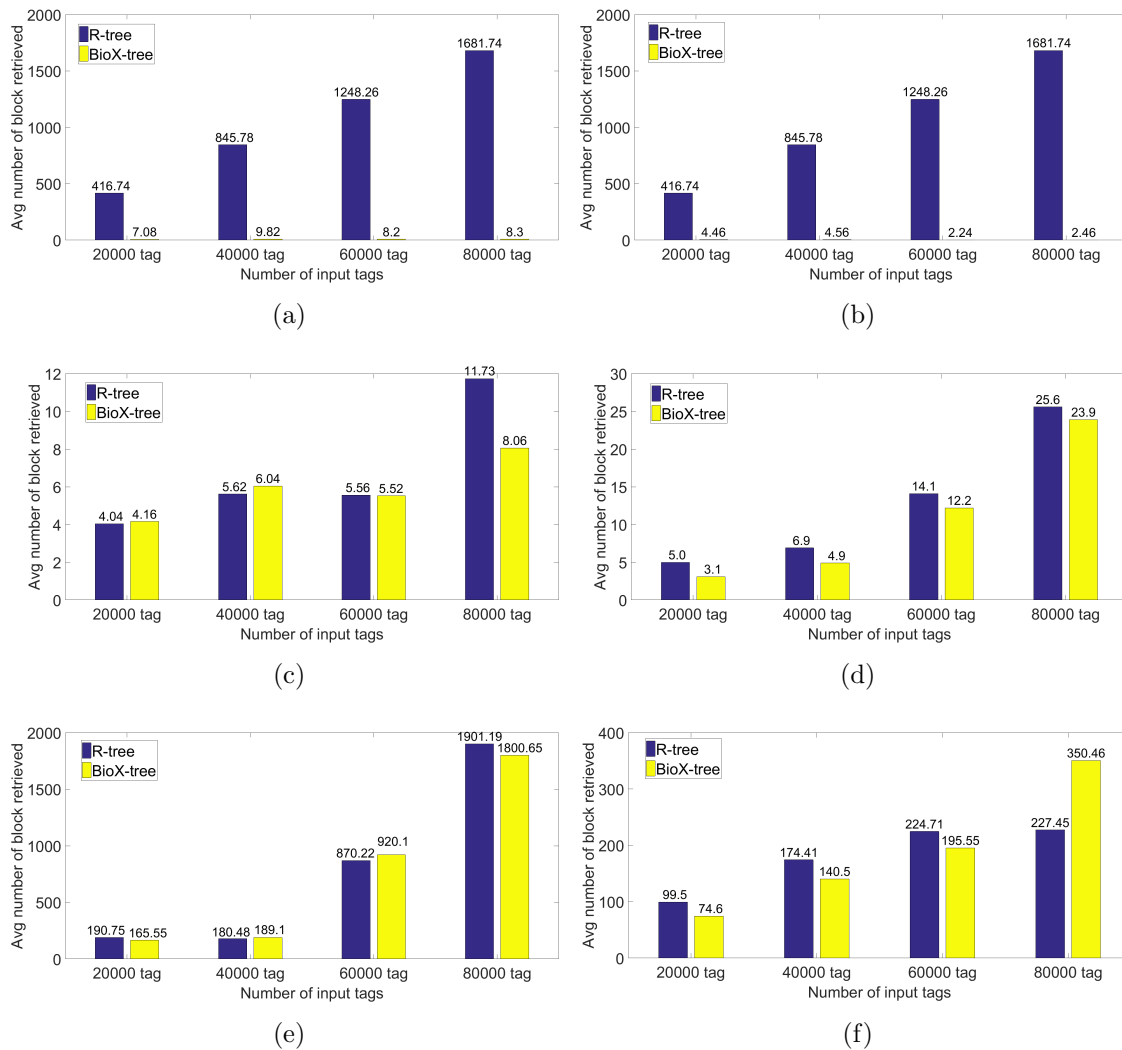 2000
1500
1000
500
0
Avg number of block retrieved
R-tree
BioX-tree
416.74
7.08
845.78
9.82
1248.26
8.2
1681.74
8.3
20000 tag 40000 tag 60000 tag 80000 tag
Number of input tags
(a)
2000
1500
1000
500
0
Avg number of block retrieved
R-tree
BioX-tree
416.74
4.46
845.78
4.56
1248.26
2.24
1681.74
2.46
20000 tag 40000 tag 60000 tag 80000 tag
Number of input tags
(b)
12
10
8
6
4
2
0
Avg number of block retrieved
R-tree
BioX-tree
4.04
4.16
5.62
6.04
5.56
5.52
11.73
8.06
20000 tag 40000 tag 60000 tag 80000 tag
Number of input tags
(c)
30
25
20
15
10
5
0
Avg number of block retrieved
R-tree
BioX-tree
5.0
3.1
6.9
4.9
14.1
12.2
25.6
23.9
20000 tag 40000 tag 60000 tag 80000 tag
Number of input tags
(d)
2000
1500
1000
500
0
Avg number of block retrieved
R-tree
BioX-tree
190.75
165.55
180.48
189.1
870.22
920.1
1901.19
1800.65
20000 tag 40000 tag 60000 tag 80000 tag
Number of input tags
(e)
400
300
200
100
0
Avg number of block retrieved
R-tree
BioX-tree
99.5
74.6
174.41
140.5
224.71
195.55
227.45
350.46
20000 tag 40000 tag 60000 tag 80000 tag
Number of input tags
(f)